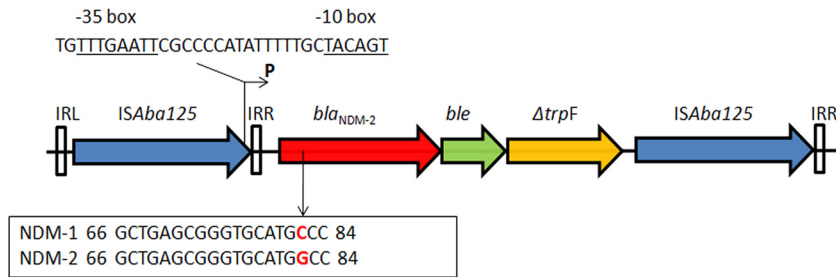 -35 box -10 box
TGTTTGAATTCGCCCCATATTTTTGCTACAGT
P
IRL ISAba125 IRR blaNDM-2 ble ΔtrpF ISAba125 IRR
NDM-1 66 GCTGAGCGGGTGCATGCCC 84
NDM-2 66 GCTGAGCGGGTGCATGGCC 84